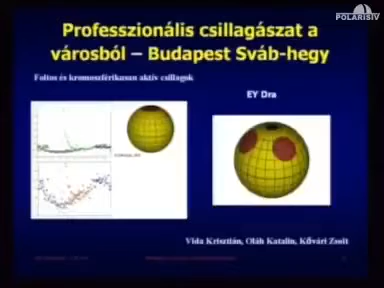 POLARISTV
Professzionális csillagászat a
városból – Budapest Sváb-hegy
Foltos és kromoszférikusan aktív csillagok
EY Dra
Vida Krisztián, Oláh Katalin, Kővári Zsolt